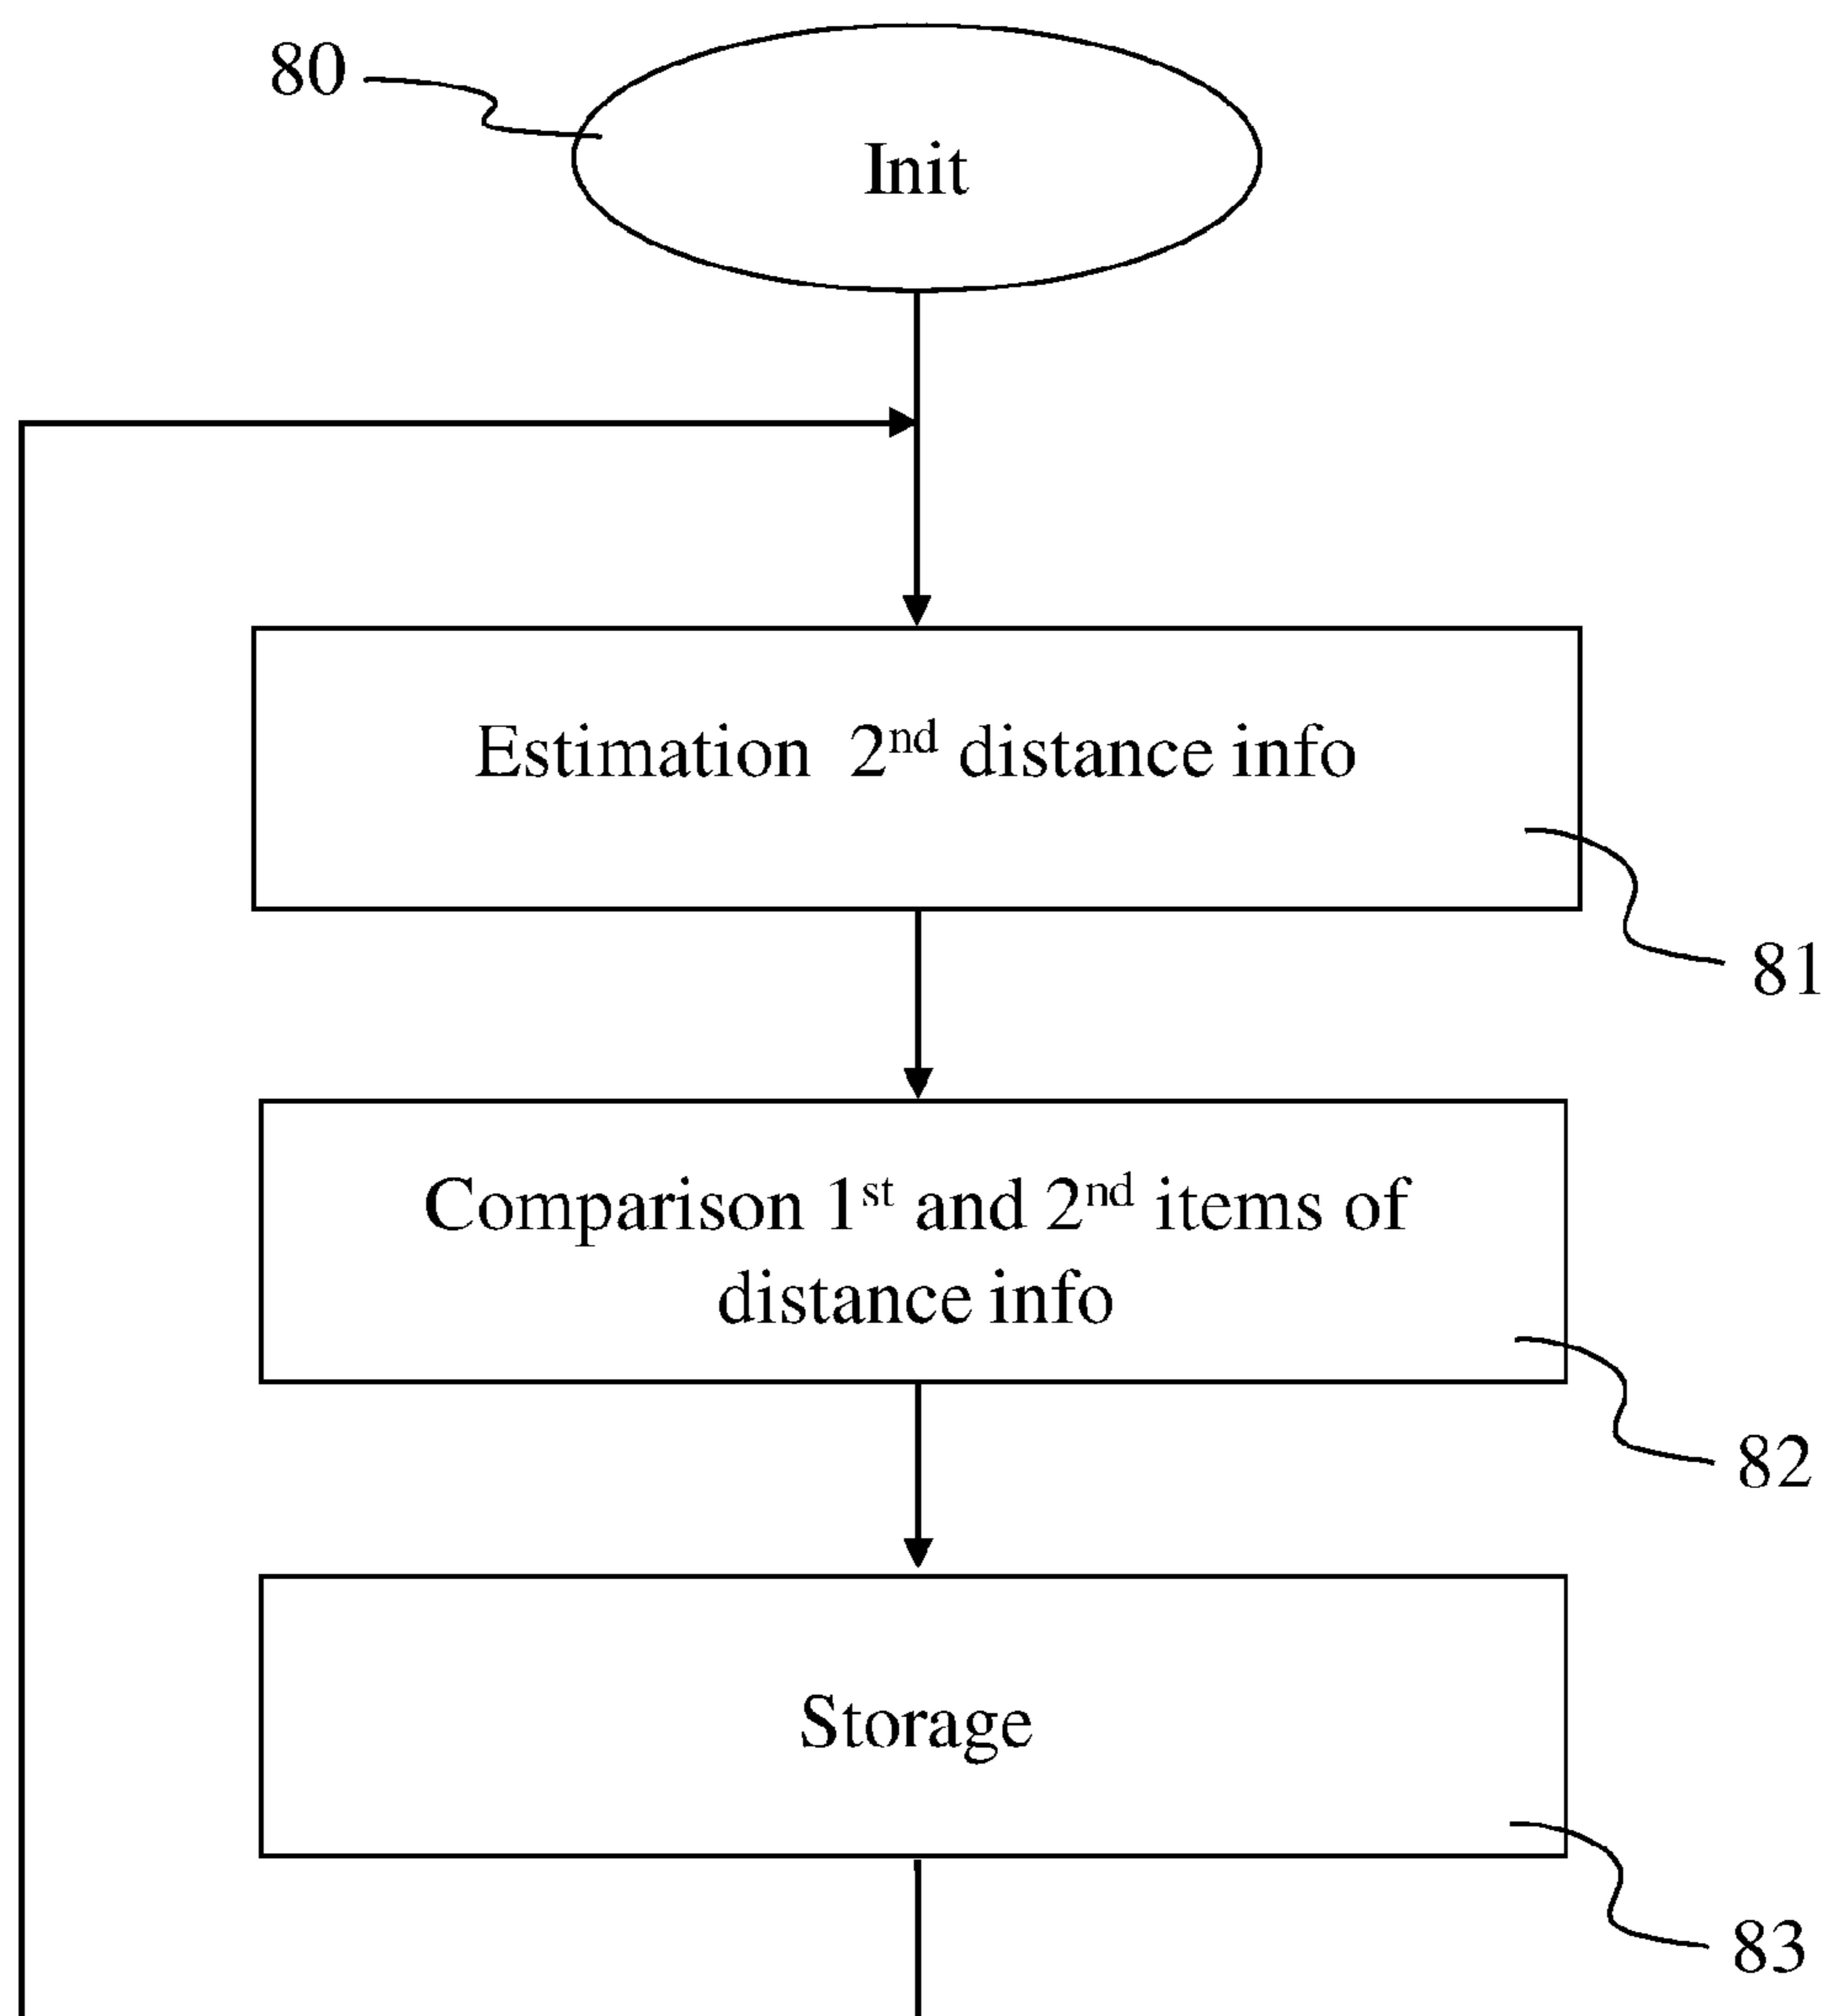 80
Init
Estimation 2nd distance info
81
Comparison 1st and 2nd items of
distance info
82
Storage
83